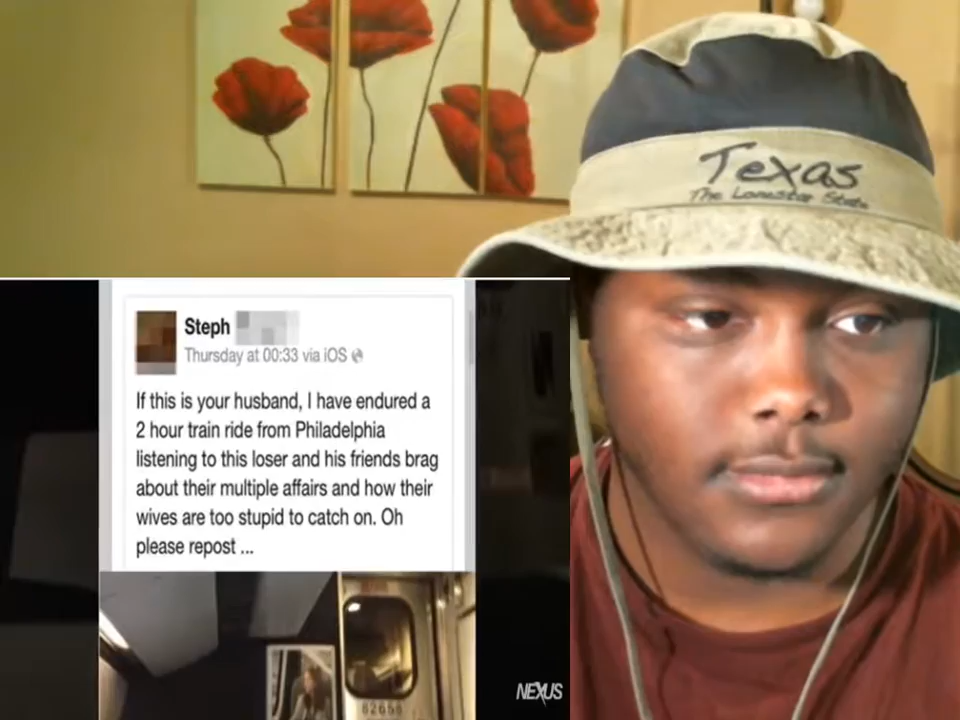 Texas
The Lonestar State
Steph
Thursday at 00:33 via iOS
If this is your husband, I have endured a
2 hour train ride from Philadelphia
listening to this loser and his friends brag
about their multiple affairs and how their
wives are too stupid to catch on. Oh
please repost ...
NEXUS
82656